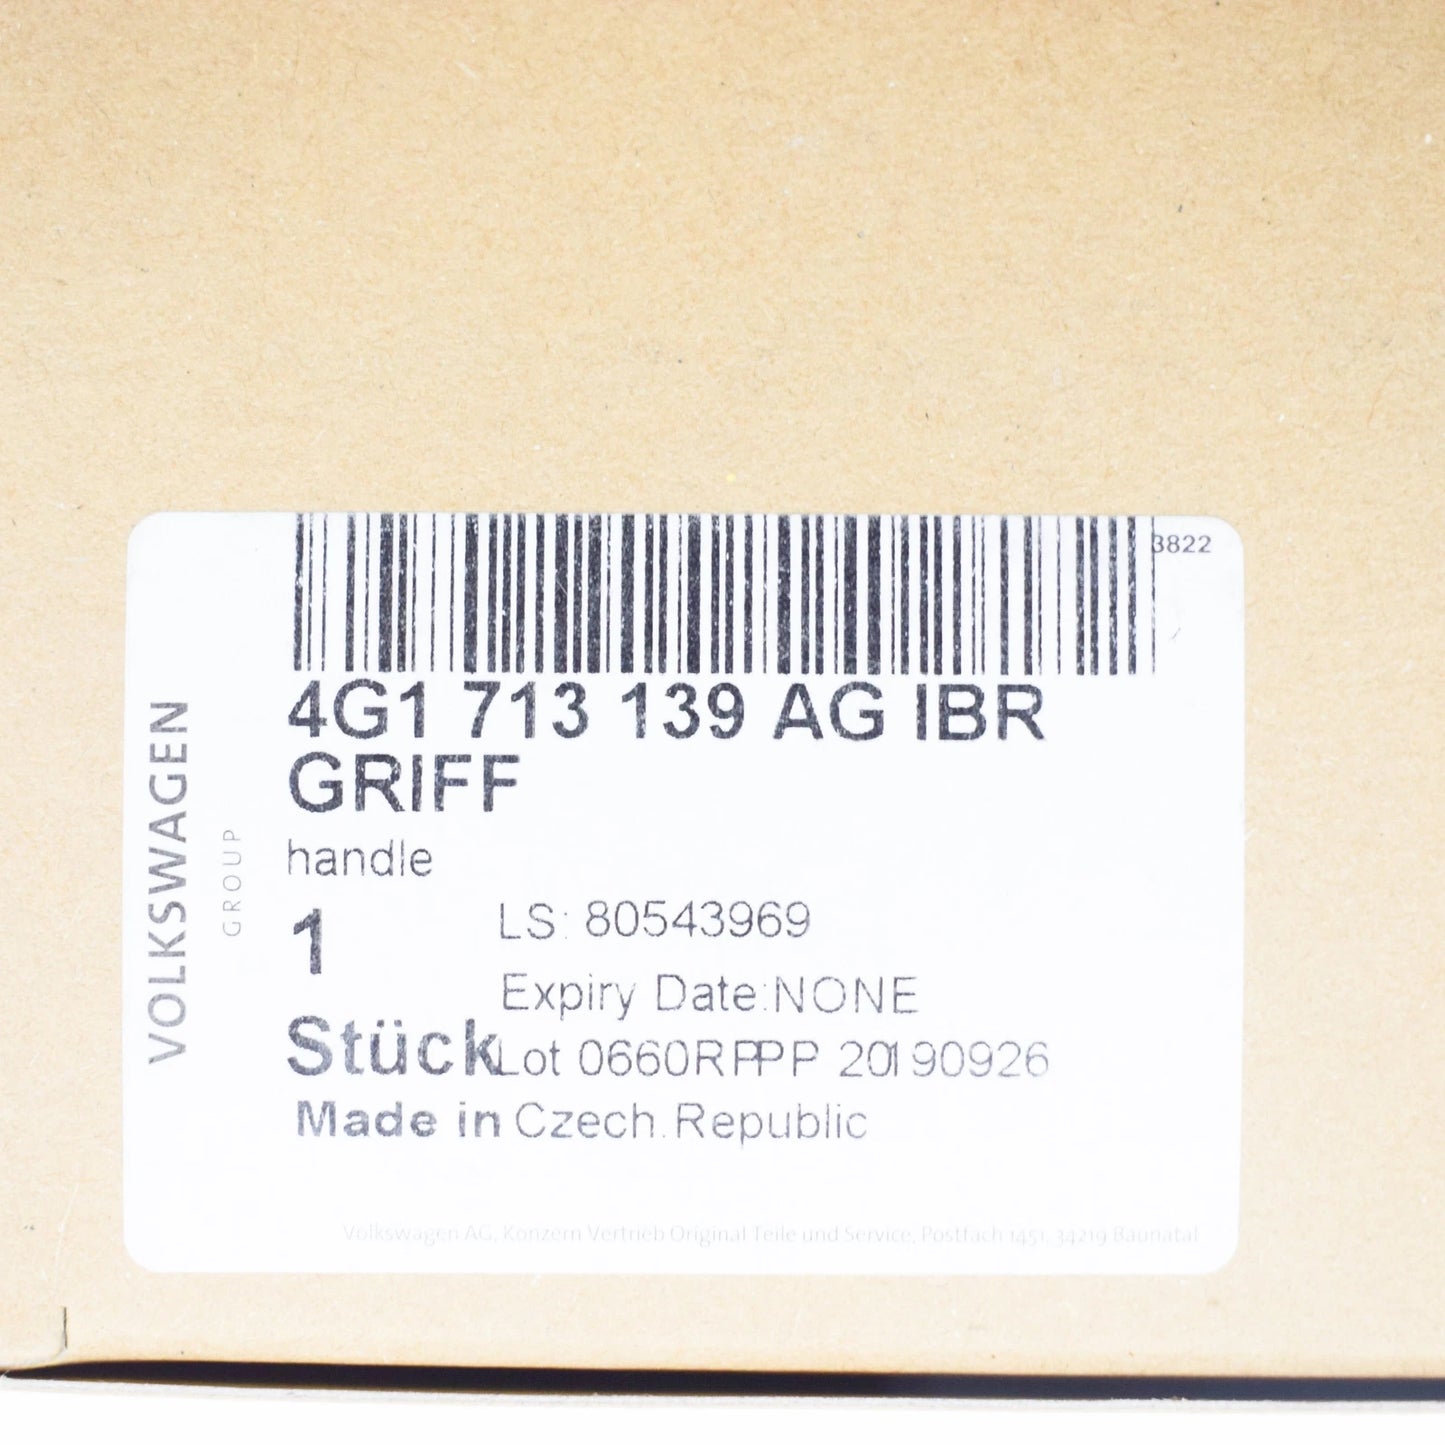 3822
4G1 713 139 AG IBR
GRIFF
handle
1
LS: 80543969
Expiry Date:NONE
Stück
Lot 0660RPPPP 20190926
Made in Czech.Republic
VOLKSWAGEN
GROUP
Volkswagen AG, Konzern Vertrieb Original Teile und Service, Postfach 1451, 34219 Baunatal